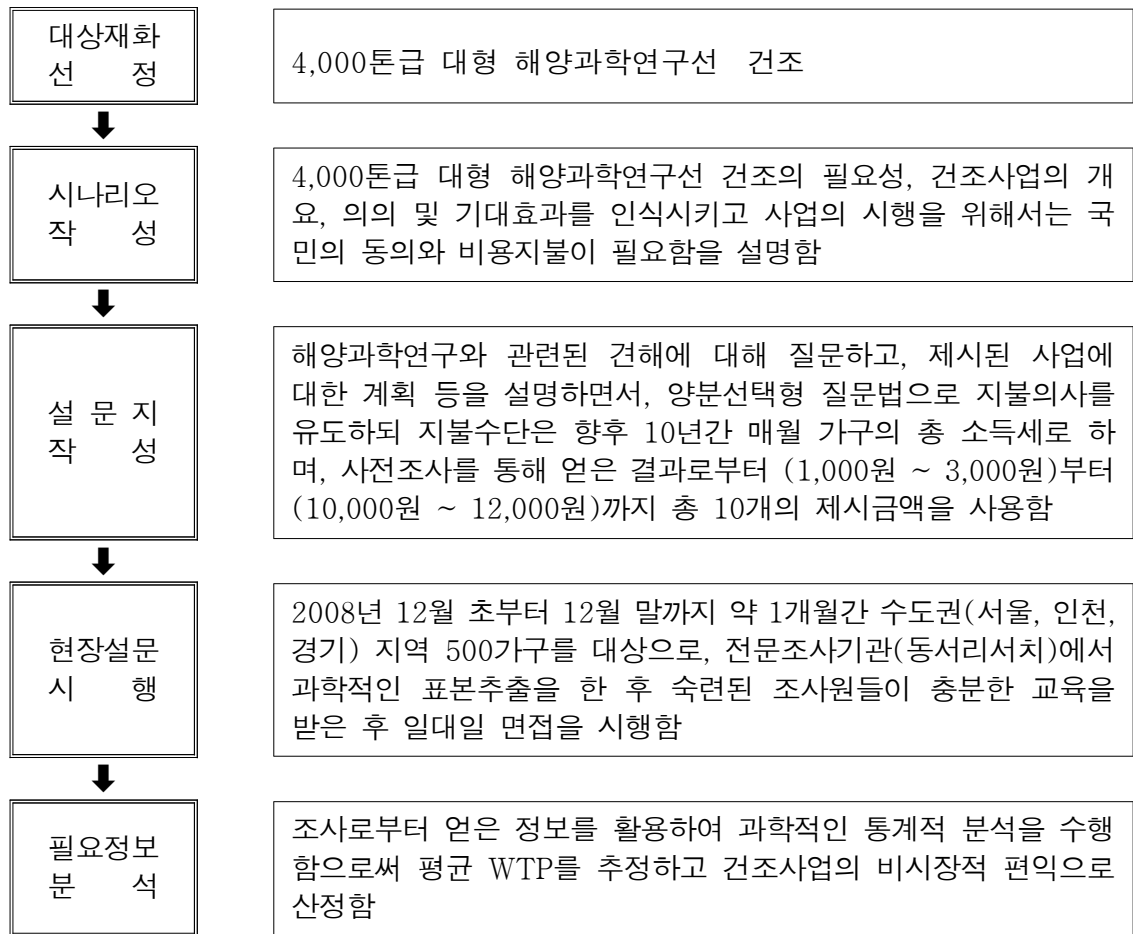 대상재화
선 정
4,000톤급 대형 해양과학연구선 건조
시나리오
작 성
4,000톤급 대형 해양과학연구선 건조의 필요성, 건조사업의 개
요, 의의 및 기대효과를 인식시키고 사업의 시행을 위해서는 국
민의 동의와 비용지불이 필요함을 설명함
설 문 지
작 성
해양과학연구와 관련된 견해에 대해 질문하고, 제시된 사업에
대한 계획 등을 설명하면서, 양분선택형 질문법으로 지불의사를
유도하되 지불수단은 향후 10년간 매월 가구의 총 소득세로 하
며, 사전조사를 통해 얻은 결과로부터 (1,000원 ~ 3,000원)부터
(10,000원 ~ 12,000원)까지 총 10개의 제시금액을 사용함
현장설문
시 행
2008년 12월 초부터 12월 말까지 약 1개월간 수도권(서울, 인천,
경기) 지역 500가구를 대상으로, 전문조사기관(동서리서치)에서
과학적인 표본추출을 한 후 숙련된 조사원들이 충분한 교육을
받은 후 일대일 면접을 시행함
필요정보
분 석
조사로부터 얻은 정보를 활용하여 과학적인 통계적 분석을 수행
함으로써 평균 WTP를 추정하고 건조사업의 비시장적 편익으로
산정함